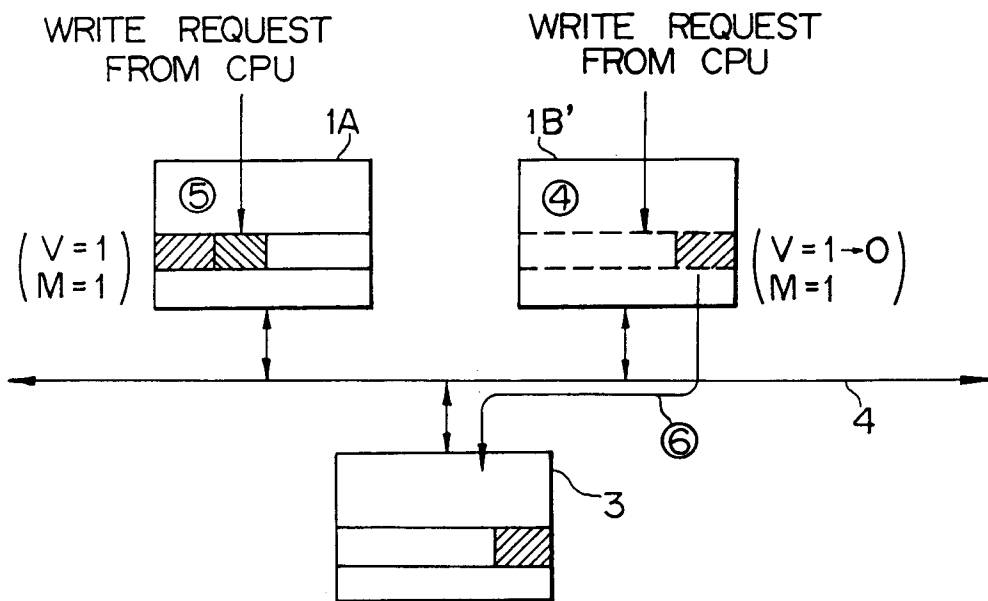 WRITE REQUEST
FROM CPU
WRITE REQUEST
FROM CPU
1A
1B'
⑤
④
V=1
M=1
V=1→0
M=1
4
⑥
3